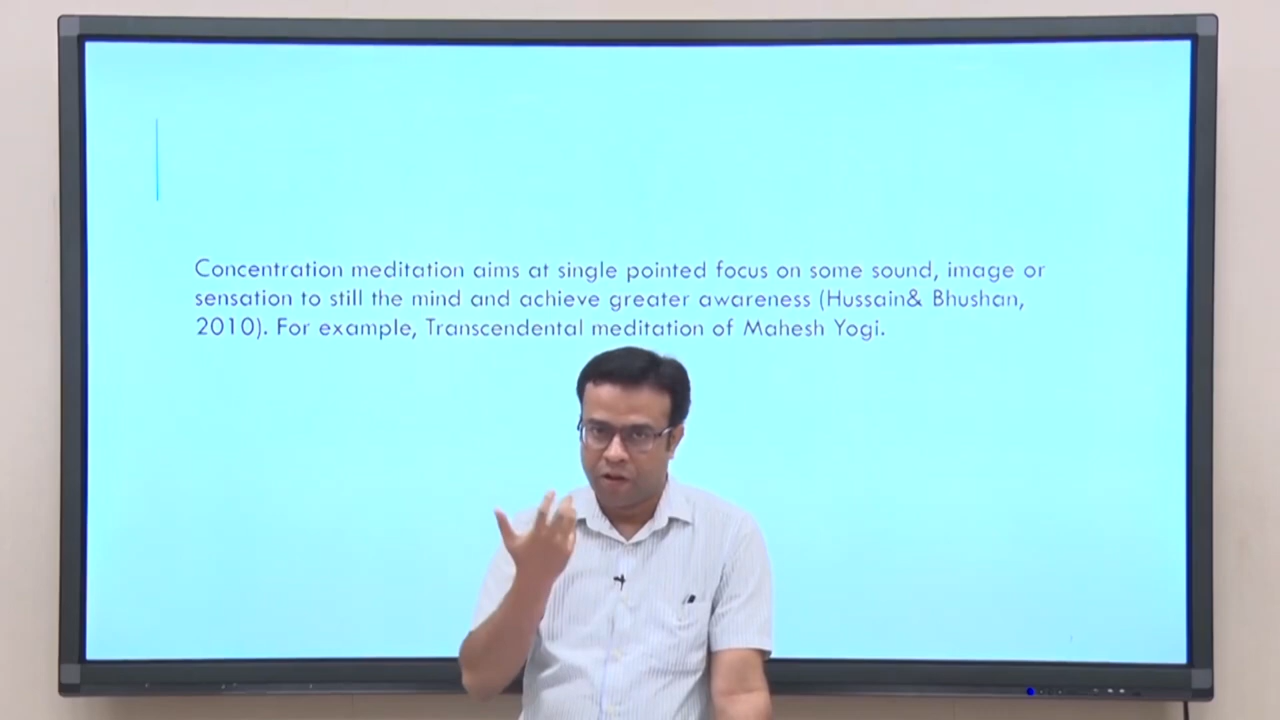 Concentration meditation aims at single pointed focus on some sound, image or
sensation to still the mind and achieve greater awareness (Hussain& Bhushan,
2010). For example, Transcendental meditation of Mahesh Yogi.